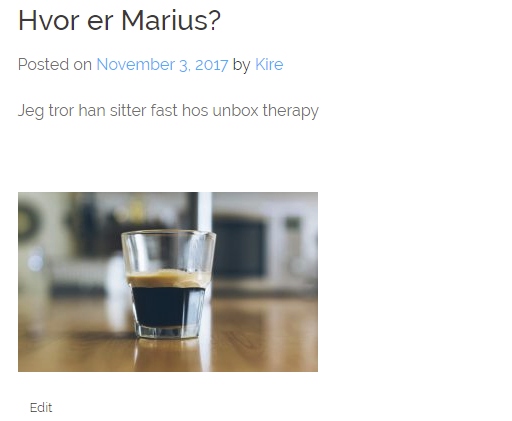 Hvor er Marius?
Posted on November 3, 2017 by Kire
Jeg tror han sitter fast hos unbox therapy
Edit